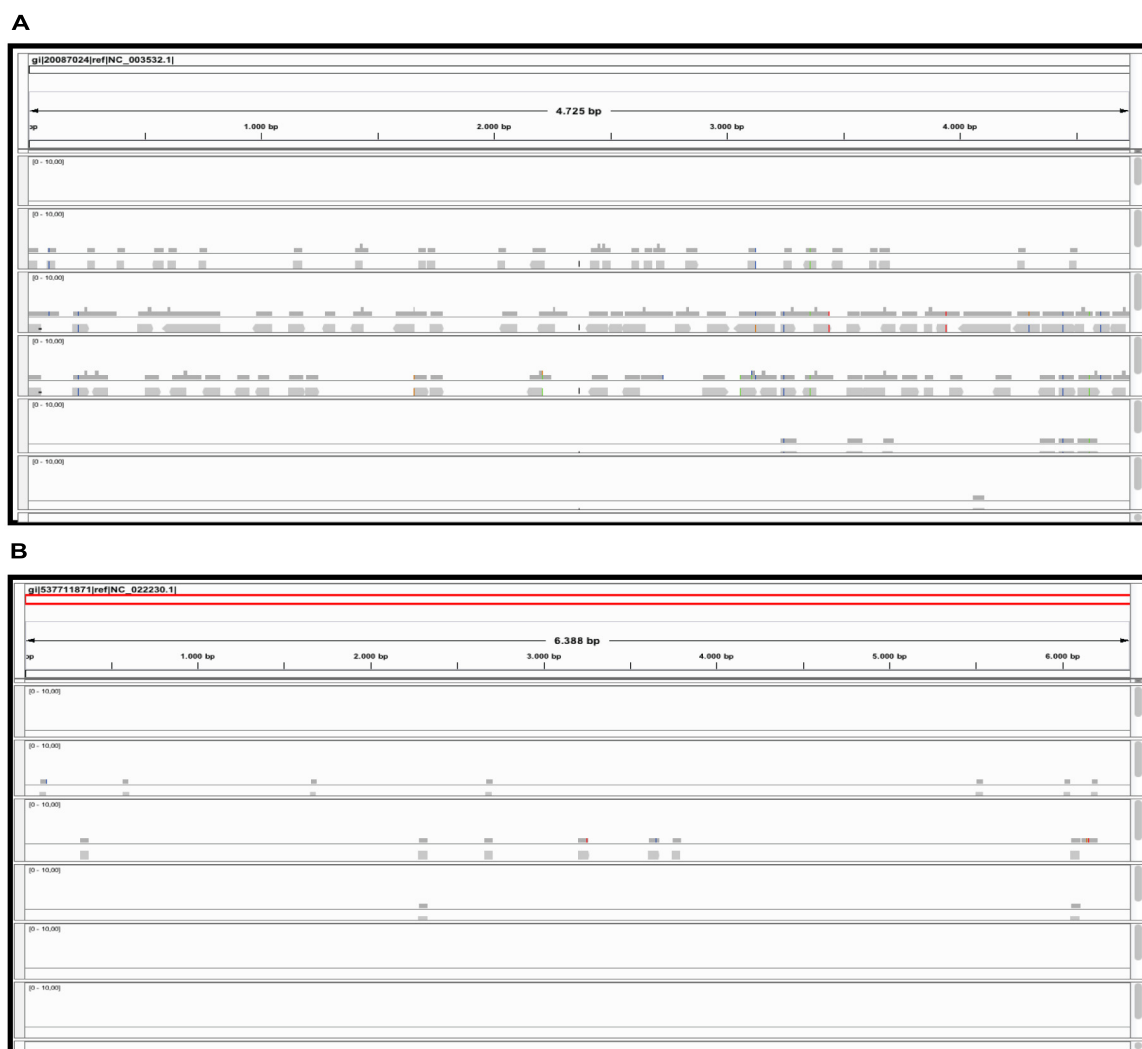 A
gi|20087024|ref|NC_003532.1|
4.725 bp
bp 1.000 bp 2.000 bp 3.000 bp 4.000 bp
[0 - 10,00]
[0 - 10,00]
[0 - 10,00]
[0 - 10,00]
[0 - 10,00]
[0 - 10,00]
B
gi|537711871|ref|NC_022230.1|
6.388 bp
bp 1.000 bp 2.000 bp 3.000 bp 4.000 bp 5.000 bp 6.000 bp
[0 - 10,00]
[0 - 10,00]
[0 - 10,00]
[0 - 10,00]
[0 - 10,00]
[0 - 10,00]